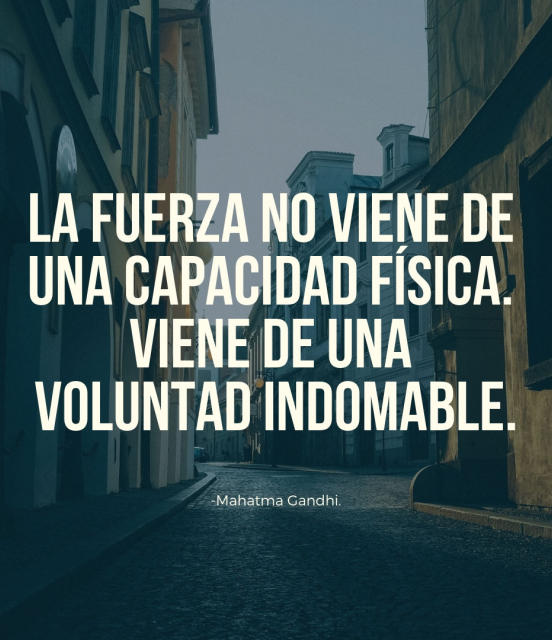 LA FUERZA NO VIENE DE
UNA CAPACIDAD FÍSICA.
VIENE DE UNA
VOLUNTAD INDOMABLE.
-Mahatma Gandhi.